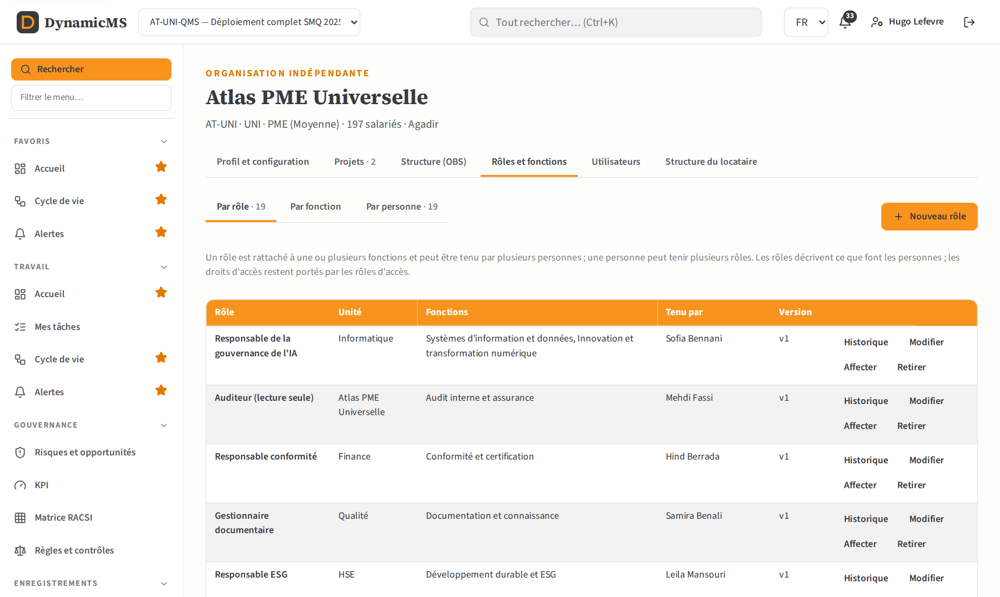 DynamicMS
AT-UNI-QMS — Déploiement complet SMQ 2025
Tout rechercher… (Ctrl+K)
FR
33
Hugo Lefevre
Rechercher
Filtrer le menu…
FAVORIS
Accueil
Cycle de vie
Alertes
TRAVAIL
Accueil
Mes tâches
Cycle de vie
Alertes
GOUVERNANCE
Risques et opportunités
KPI
Matrice RACSI
Règles et contrôles
ENREGISTREMENTS
ORGANISATION INDÉPENDANTE
Atlas PME Universelle
AT-UNI · UNI · PME (Moyenne) · 197 salariés · Agadir
Profil et configuration
Projets · 2
Structure (OBS)
Rôles et fonctions
Utilisateurs
Structure du locataire
Par rôle · 19
Par fonction
Par personne · 19
Nouveau rôle
Un rôle est rattaché à une ou plusieurs fonctions et peut être tenu par plusieurs personnes ; une personne peut tenir plusieurs rôles. Les rôles décrivent ce que font les personnes ; les
droits d'accès restent portés par les rôles d'accès.
Rôle Unité Fonctions Tenu par Version
Responsable de la Informatique Systèmes d'information et données, Innovation et Sofia Bennani v1 Historique Modifier
gouvernance de l'IA transformation numérique
Affecter Retirer
Auditeur (lecture seule) Atlas PME Audit interne et assurance Mehdi Fassi v1 Historique Modifier
Universelle
Affecter Retirer
Responsable conformité Finance Conformité et certification Hind Berrada v1 Historique Modifier
Affecter Retirer
Gestionnaire Qualité Documentation et connaissance Samira Benali v1 Historique Modifier
documentaire
Affecter Retirer
Responsable ESG HSE Développement durable et ESG Leila Mansouri v1 Historique Modifier